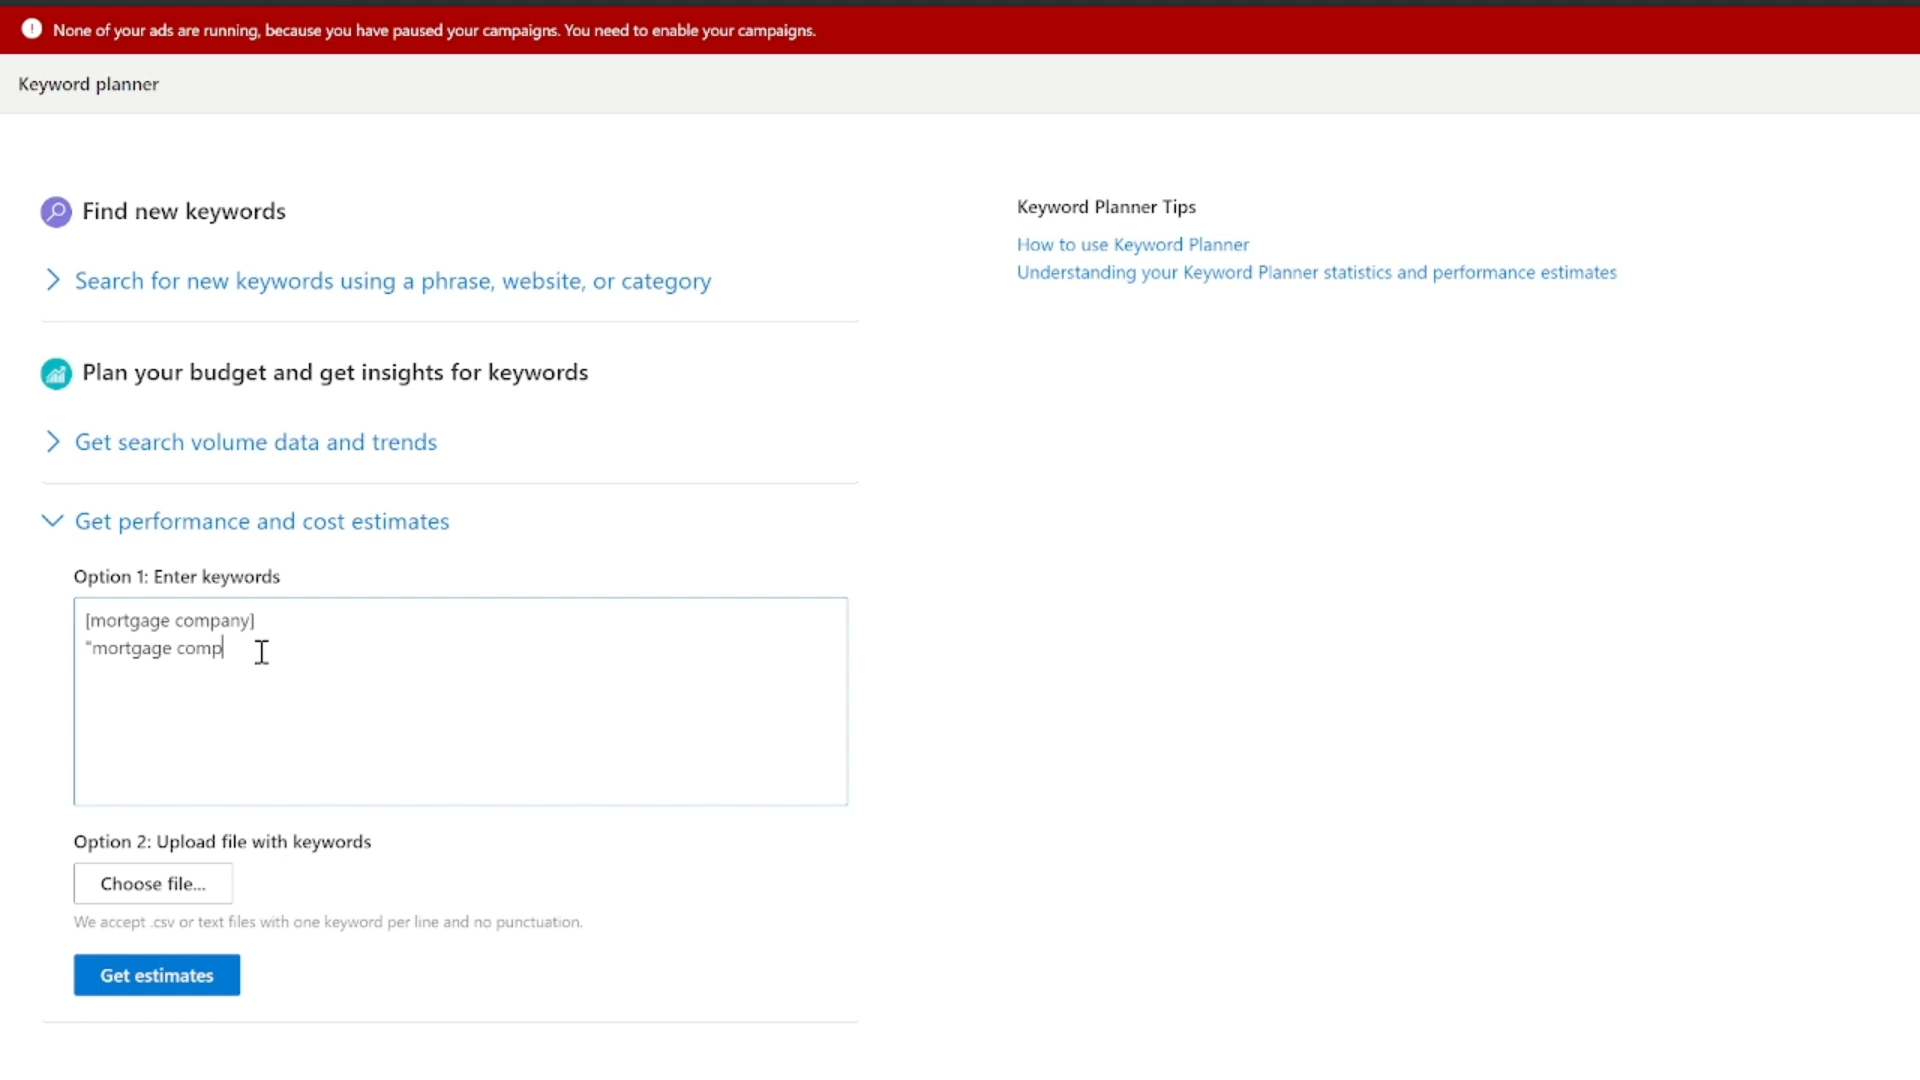 None of your ads are running, because you have paused your campaigns. You need to enable your campaigns.
Keyword planner
Find new keywords
Search for new keywords using a phrase, website, or category
Plan your budget and get insights for keywords
Get search volume data and trends
Get performance and cost estimates
Option 1: Enter keywords
[mortgage company]
"mortgage comp
Option 2: Upload file with keywords
Choose file...
We accept .csv or text files with one keyword per line and no punctuation.
Get estimates
Keyword Planner Tips
How to use Keyword Planner
Understanding your Keyword Planner statistics and performance estimates